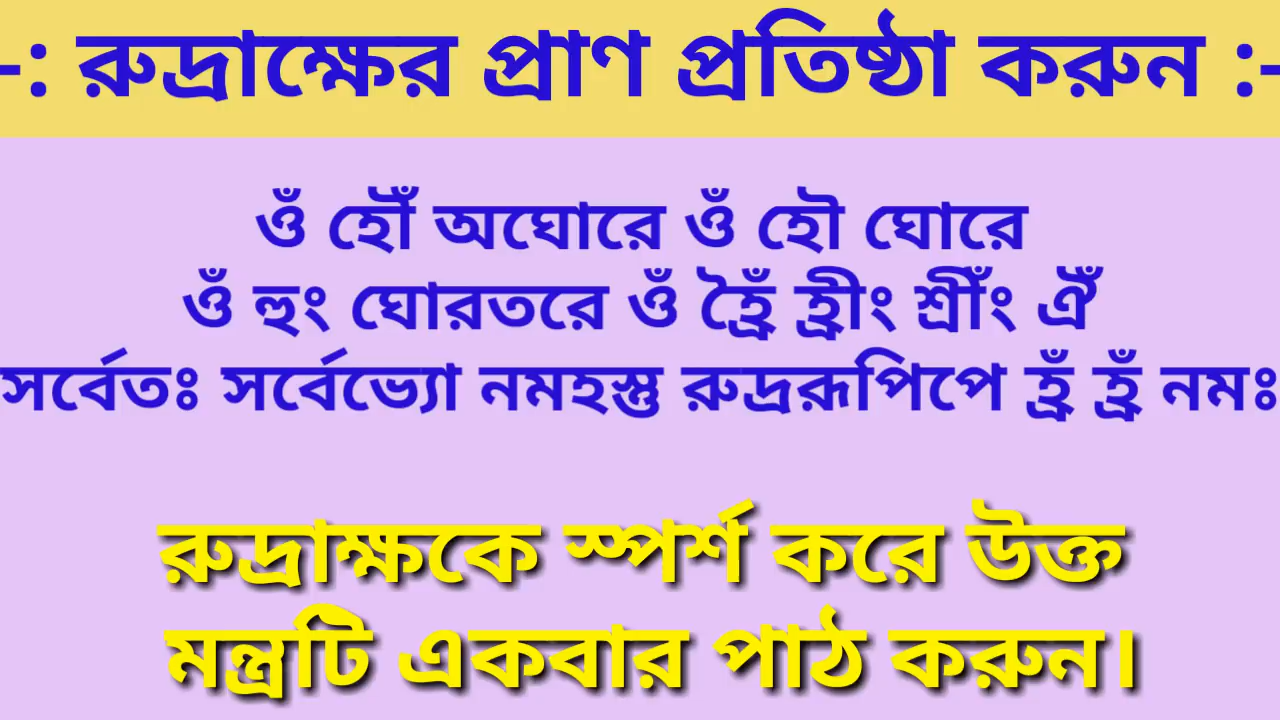 -: রুদ্রাক্ষের প্রাণ প্রতিষ্ঠা করুন :-
ওঁ হৌঁ অঘোরে ওঁ হৌ ঘোরে
ওঁ হুং ঘোরতরে ওঁ হ্রৈঁ হ্রীং শ্রীঁং ঐঁ
সর্বেতঃ সর্বেভ্যো নমহস্তু রুদ্ররূপিপে হ্রঁ হ্রঁ নমঃ
রুদ্রাক্ষকে স্পর্শ করে উক্ত
মন্ত্রটি একবার পাঠ করুন।